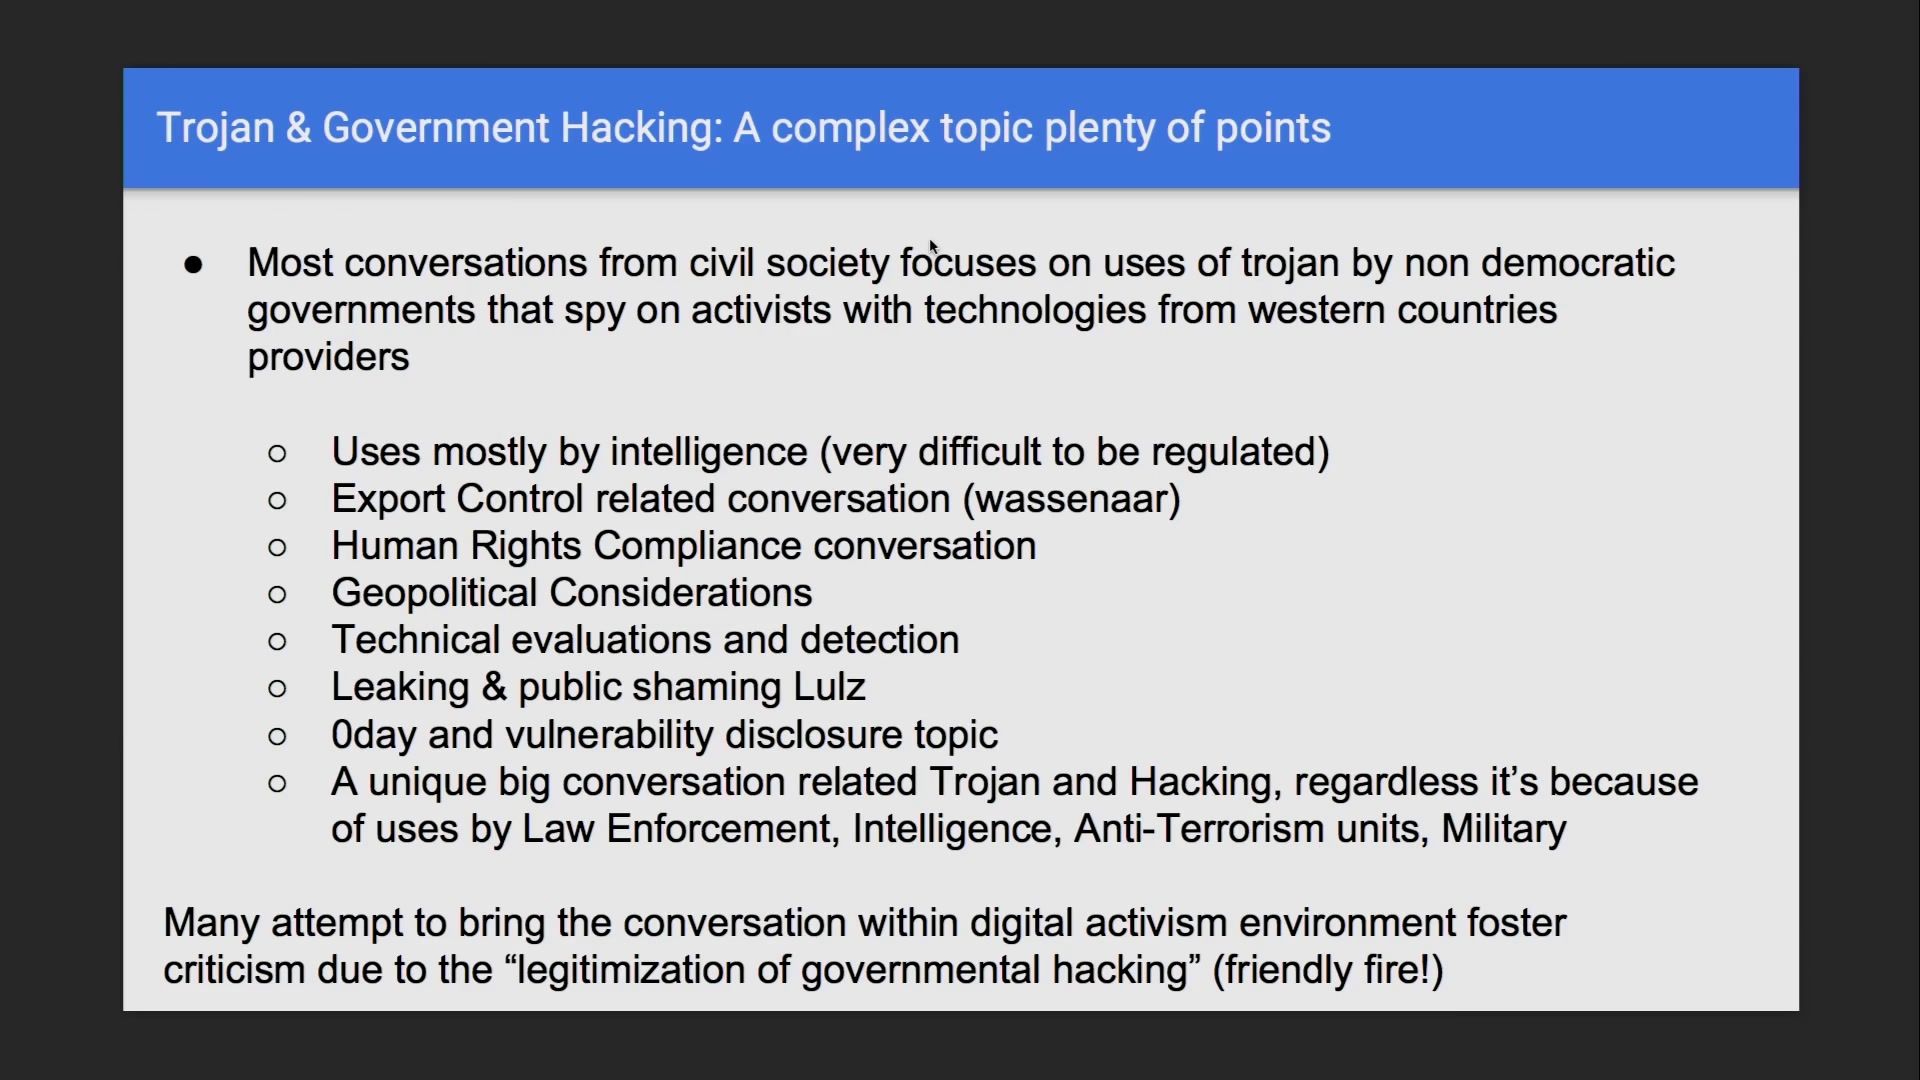 Trojan & Government Hacking: A complex topic plenty of points
● Most conversations from civil society focuses on uses of trojan by non democratic
governments that spy on activists with technologies from western countries
providers
○ Uses mostly by intelligence (very difficult to be regulated)
○ Export Control related conversation (wassenaar)
○ Human Rights Compliance conversation
○ Geopolitical Considerations
○ Technical evaluations and detection
○ Leaking & public shaming Lulz
○ 0day and vulnerability disclosure topic
○ A unique big conversation related Trojan and Hacking, regardless it’s because
of uses by Law Enforcement, Intelligence, Anti-Terrorism units, Military
Many attempt to bring the conversation within digital activism environment foster
criticism due to the “legitimization of governmental hacking” (friendly fire!)